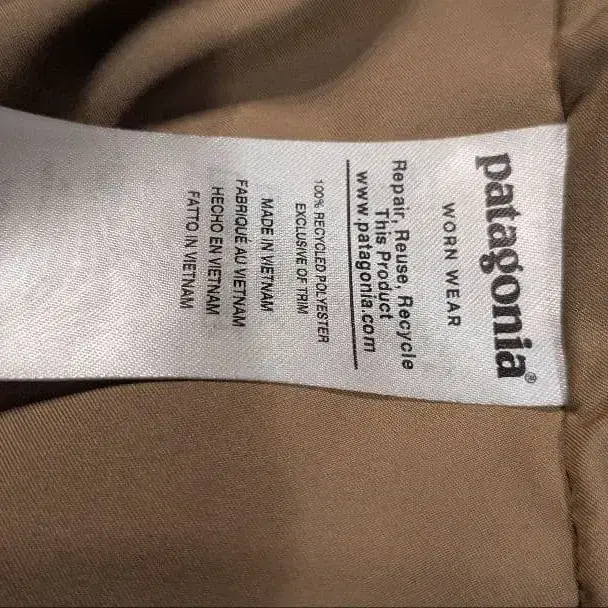 patagonia®
WORN WEAR
Repair, Reuse, Recycle
This Product
www.patagonia.com
100% RECYCLED POLYESTER
EXCLUSIVE OF TRIM
MADE IN VIETNAM
FABRIQUÉ AU VIETNAM
HECHO EN VIETNAM
FATTO IN VIETNAM